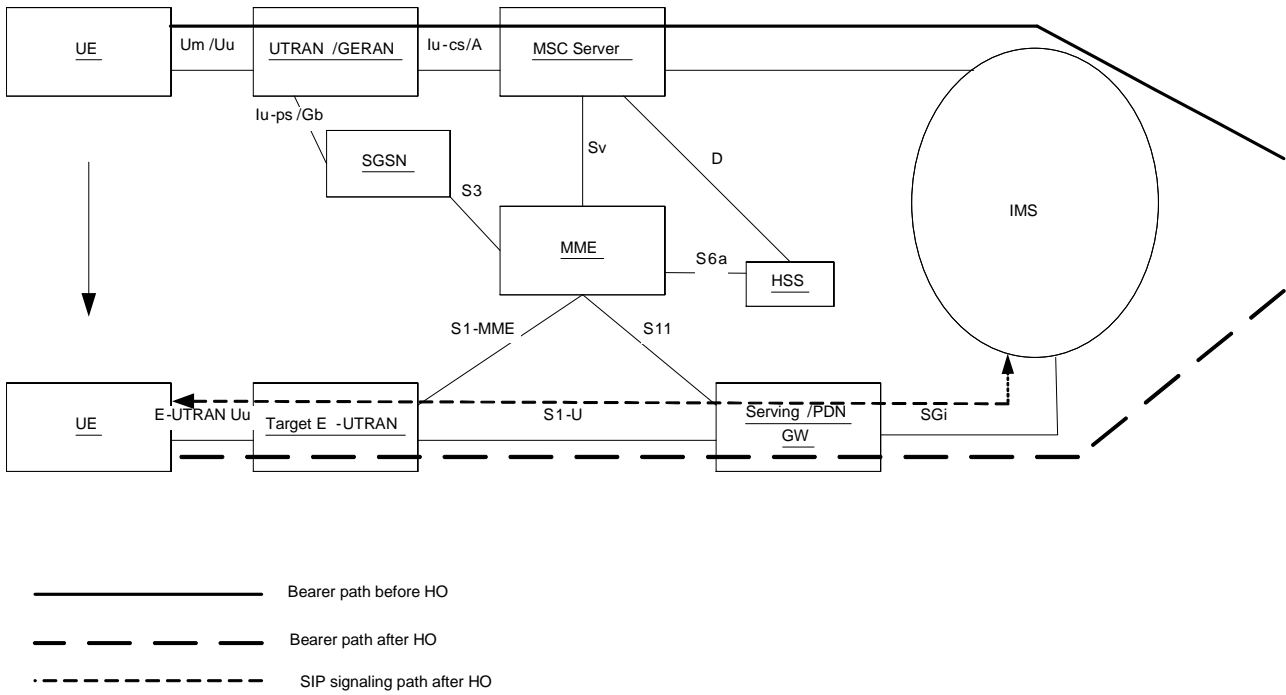 UE
Um /Uu
UTRAN /GERAN
Iu-cs/A
MSC Server
Iu-ps /Gb
SGSN
S3
Sv
D
IMS
MME
S6a
HSS
S1-MME
S11
UE
E-UTRAN Uu
Target E -UTRAN
S1-U
Serving /PDN
GW
SGi
Bearer path before HO
Bearer path after HO
SIP signaling path after HO